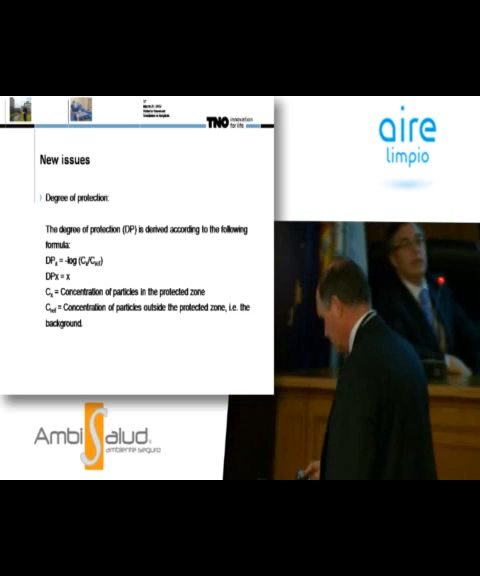 TNO innovation
for life
New issues
Degree of protection:
The degree of protection (DP) is derived according to the following
formula:
DPx = -log (Cx/Cref)
DPx = x
Cx = Concentration of particles in the protected zone
Cref = Concentration of particles outside the protected zone, i.e. the
background.
aire
limpio
AmbiSalud.
ambiente seguro